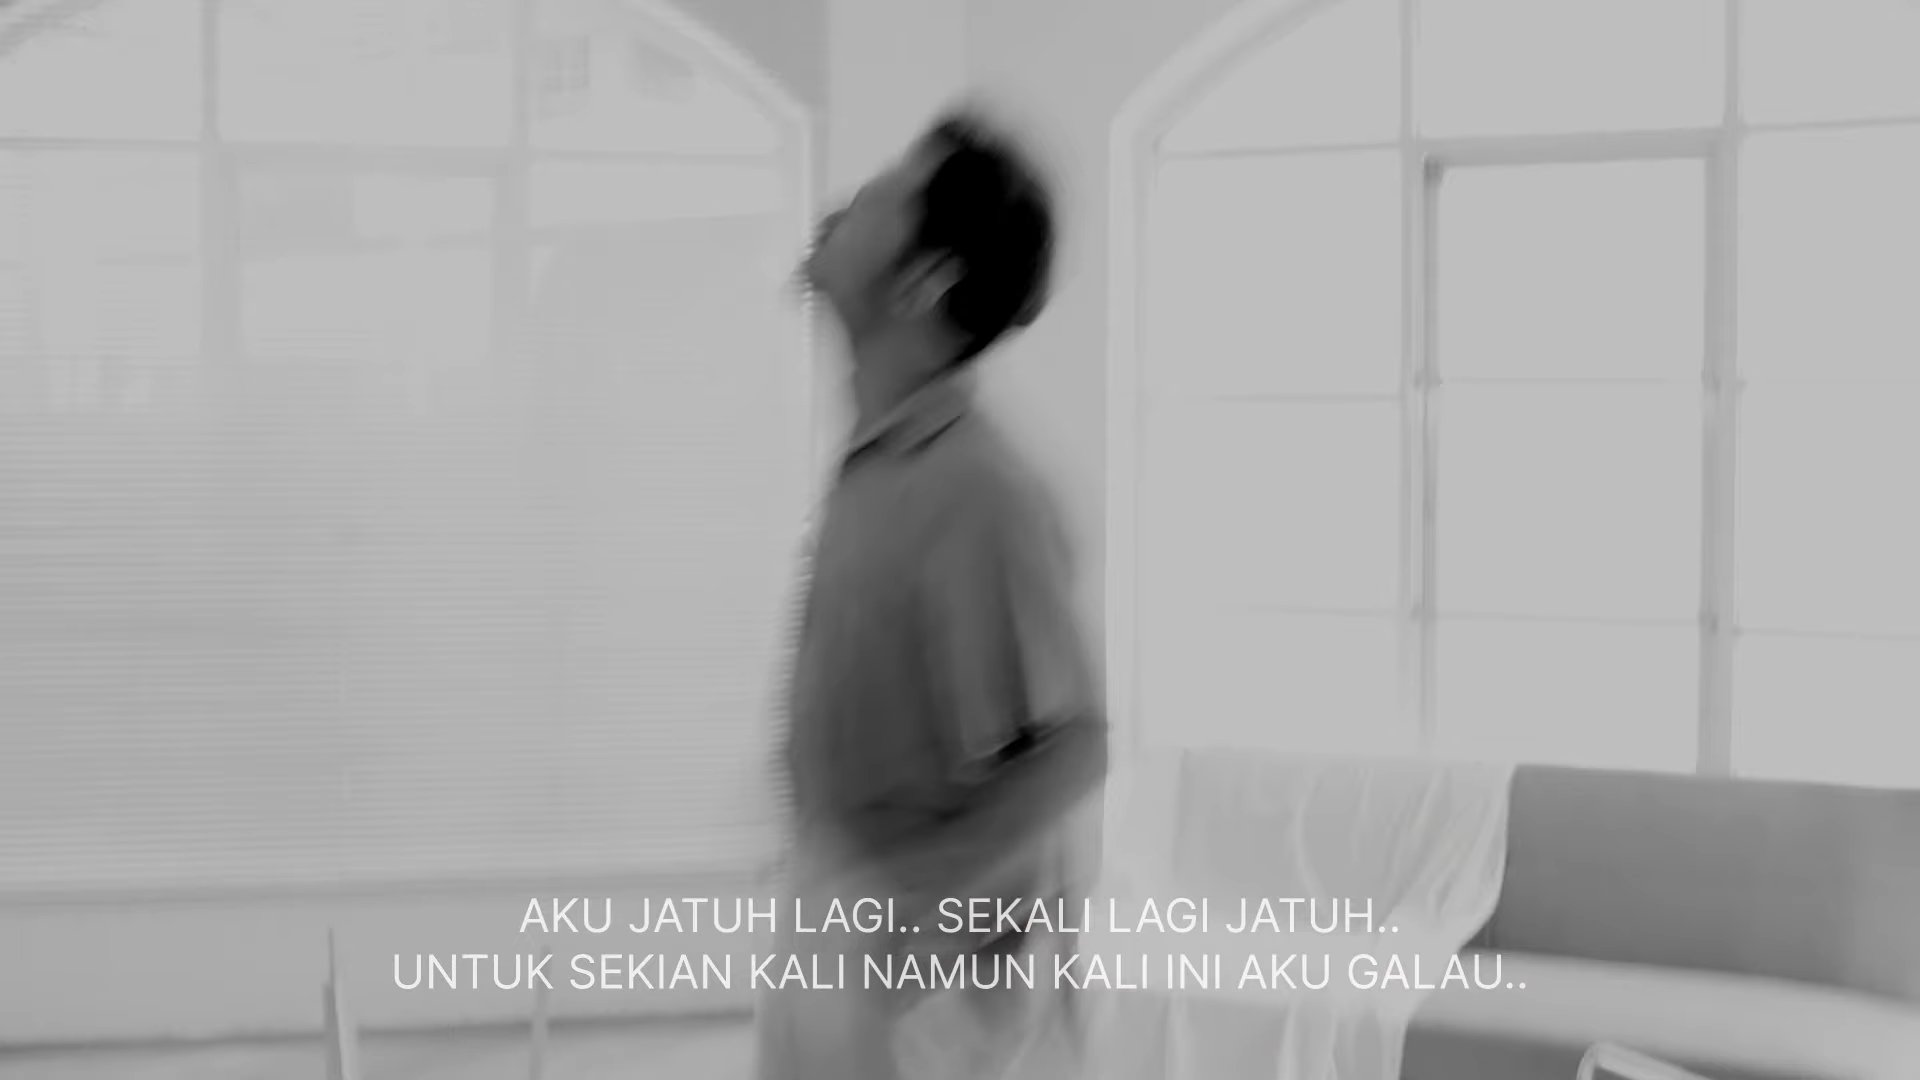 AKU JATUH LAGI.. SEKALI LAGI JATUH..
UNTUK SEKIAN KALI NAMUN KALI INI AKU GALAU..